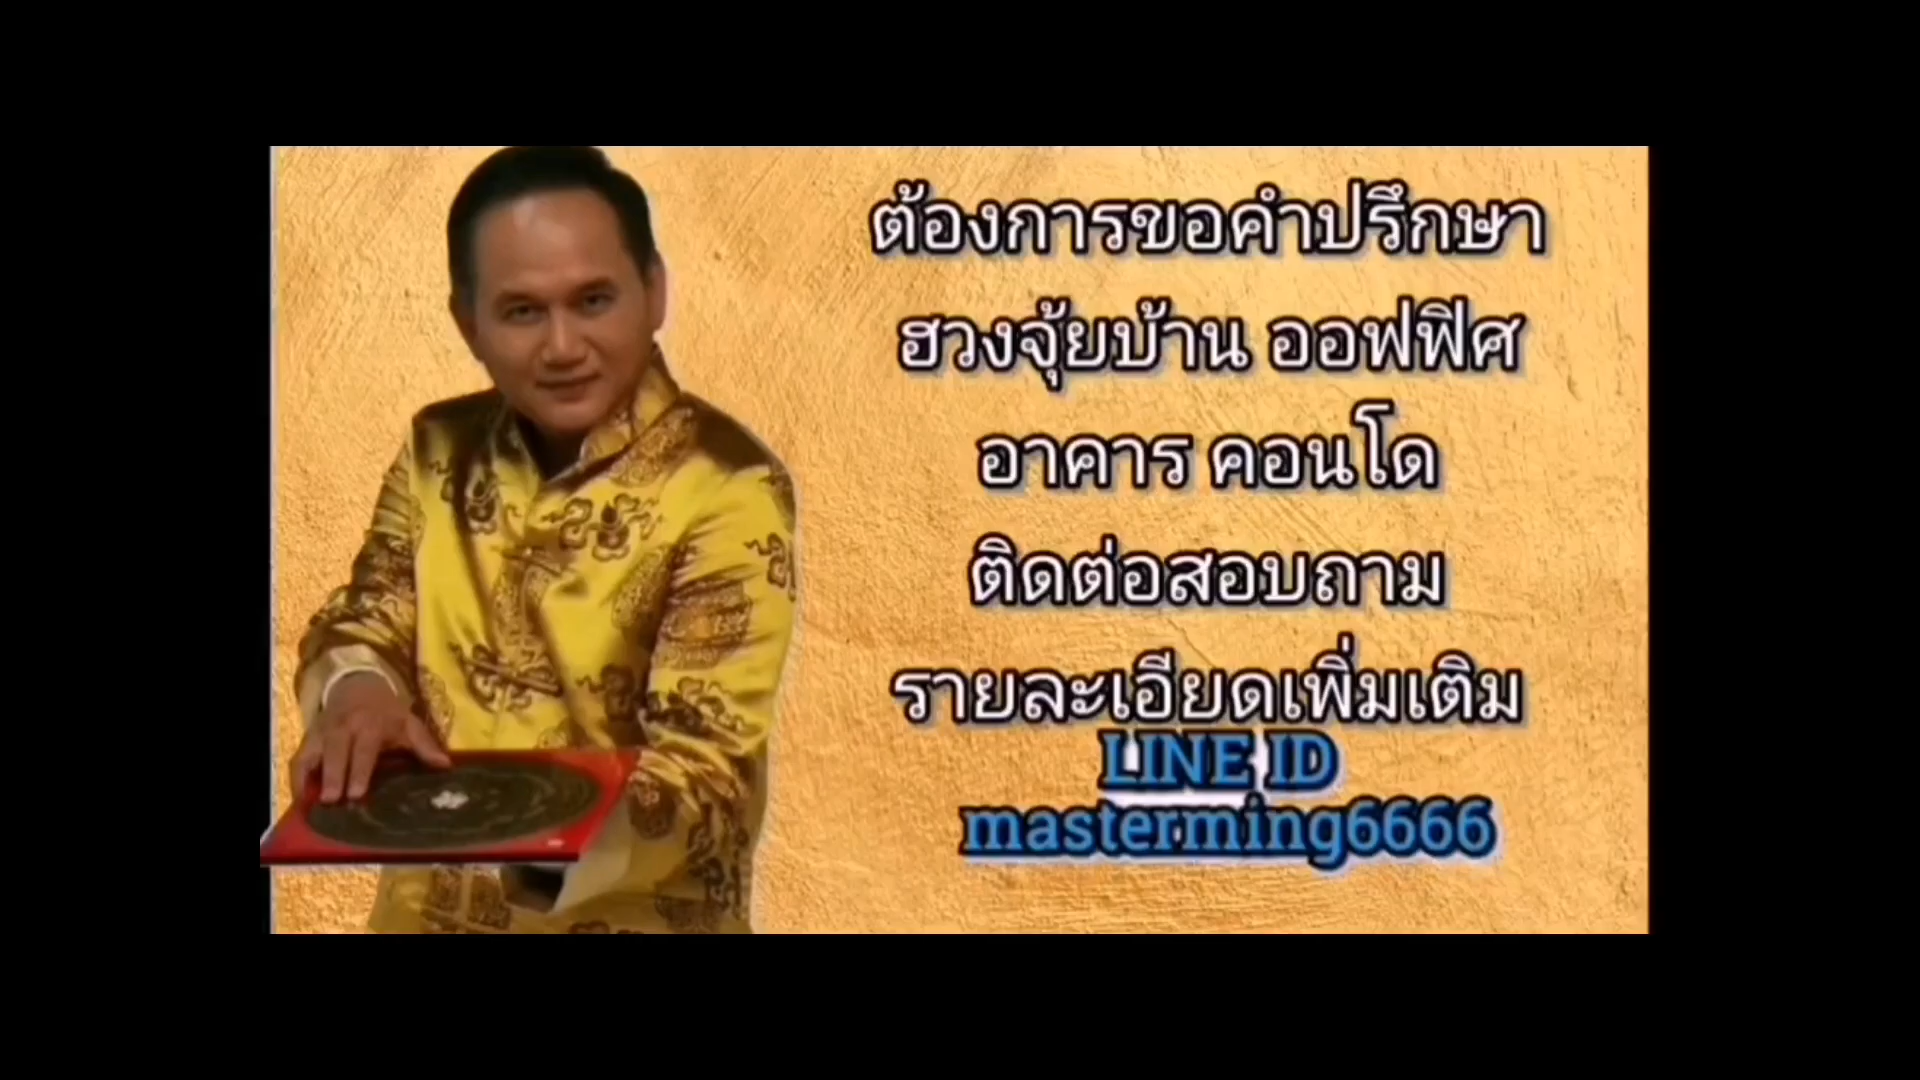 ต้องการขอคำปรึกษา
ฮวงจุ้ยบ้าน ออฟฟิศ
อาคาร คอนโด
ติดต่อสอบถาม
รายละเอียดเพิ่มเติม
LINE ID
masterming6666